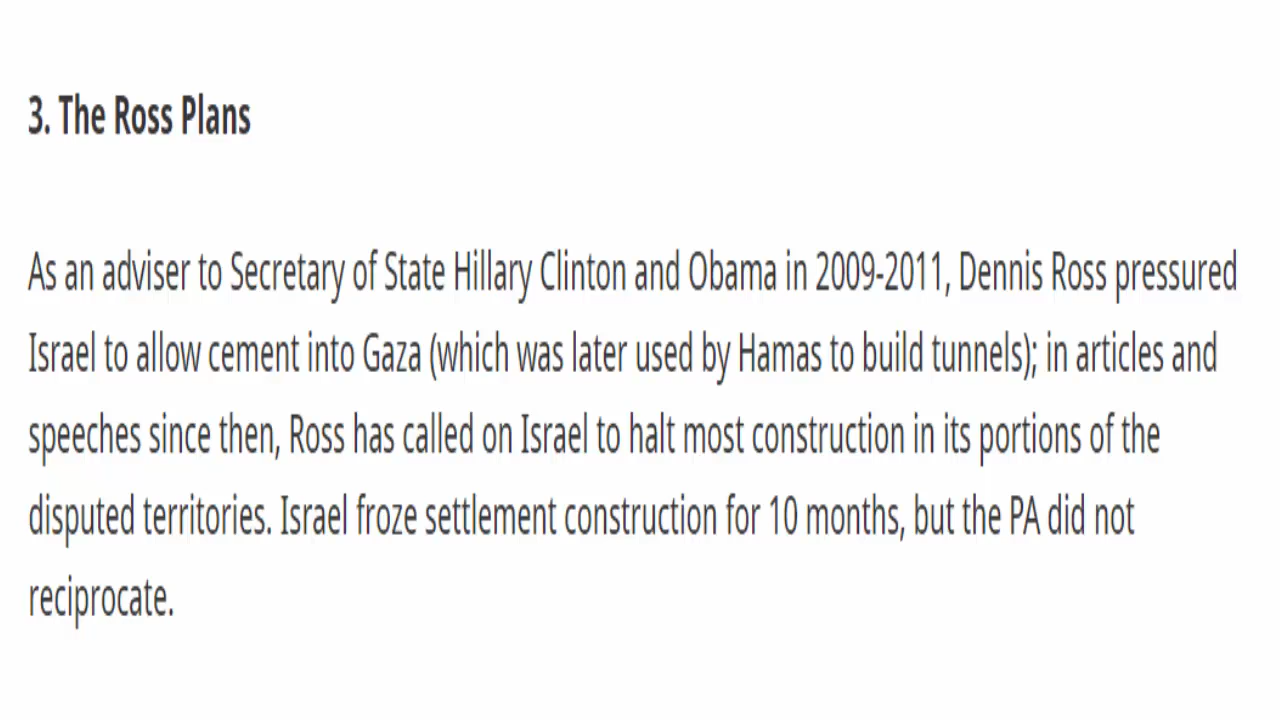 3. The Ross Plans
As an adviser to Secretary of State Hillary Clinton and Obama in 2009-2011, Dennis Ross pressured
Israel to allow cement into Gaza (which was later used by Hamas to build tunnels); in articles and
speeches since then, Ross has called on Israel to halt most construction in its portions of the
disputed territories. Israel froze settlement construction for 10 months, but the PA did not
reciprocate.